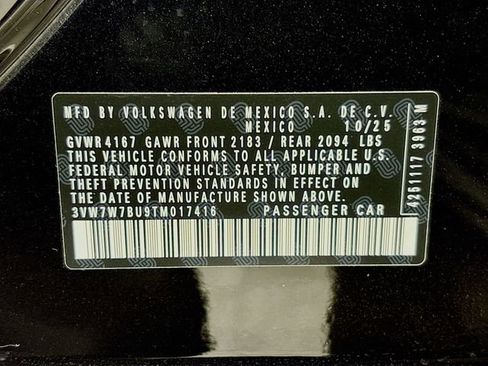 MFD BY VOLKSWAGEN DE MEXICO S.A. DE C.V.
MEXICO 10/25
GVWR 4167 GAWR FRONT 2183 / REAR 2094 LBS
THIS VEHICLE CONFORMS TO ALL APPLICABLE U.S.
FEDERAL MOTOR VEHICLE SAFETY, BUMPER AND
THEFT PREVENTION STANDARDS IN EFFECT ON
THE DATE OF MANUFACTURE SHOWN ABOVE
3VW7W7BU9TM017416 PASSENGER CAR
4261117 3963 M